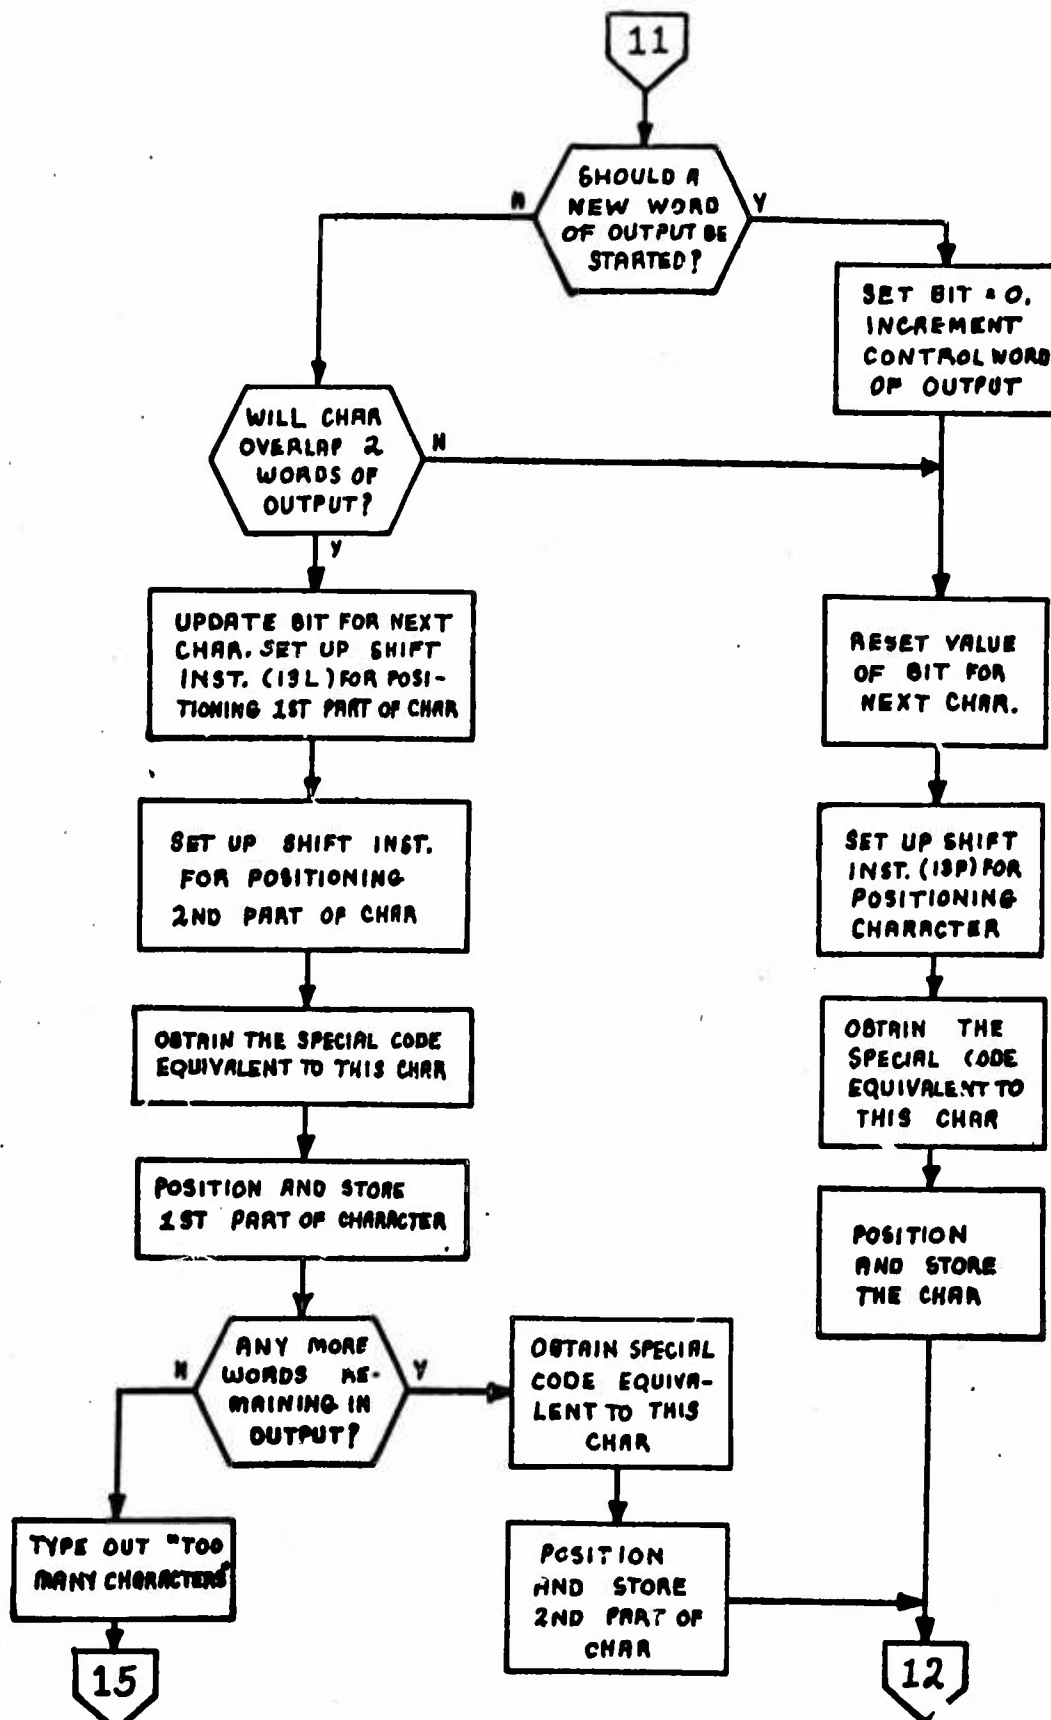 11
SHOULD A
NEW WORD
OF OUTPUT BE
STARTED?
N
Y
SET BIT = 0.
INCREMENT
CONTROL WORD
OF OUTPUT
WILL CHAR
OVERLAP 2
WORDS OF
OUTPUT?
N
Y
UPDATE BIT FOR NEXT
CHAR. SET UP SHIFT
INST. (ISL) FOR POSI-
TIONING 1ST PART OF CHAR
RESET VALUE
OF BIT FOR
NEXT CHAR.
SET UP SHIFT INST.
FOR POSITIONING
2ND PART OF CHAR
SET UP SHIFT
INST. (ISP) FOR
POSITIONING
CHARACTER
OBTAIN THE SPECIAL CODE
EQUIVALENT TO THIS CHAR
OBTAIN THE
SPECIAL CODE
EQUIVALENT TO
THIS CHAR
POSITION AND STORE
1ST PART OF CHARACTER
POSITION
AND STORE
THE CHAR
ANY MORE
WORDS RE-
MAINING IN
OUTPUT?
N
Y
OBTAIN SPECIAL
CODE EQUIVA-
LENT TO THIS
CHAR
TYPE OUT "TOO
MANY CHARACTERS"
POSITION
AND STORE
2ND PART OF
CHAR
15
12